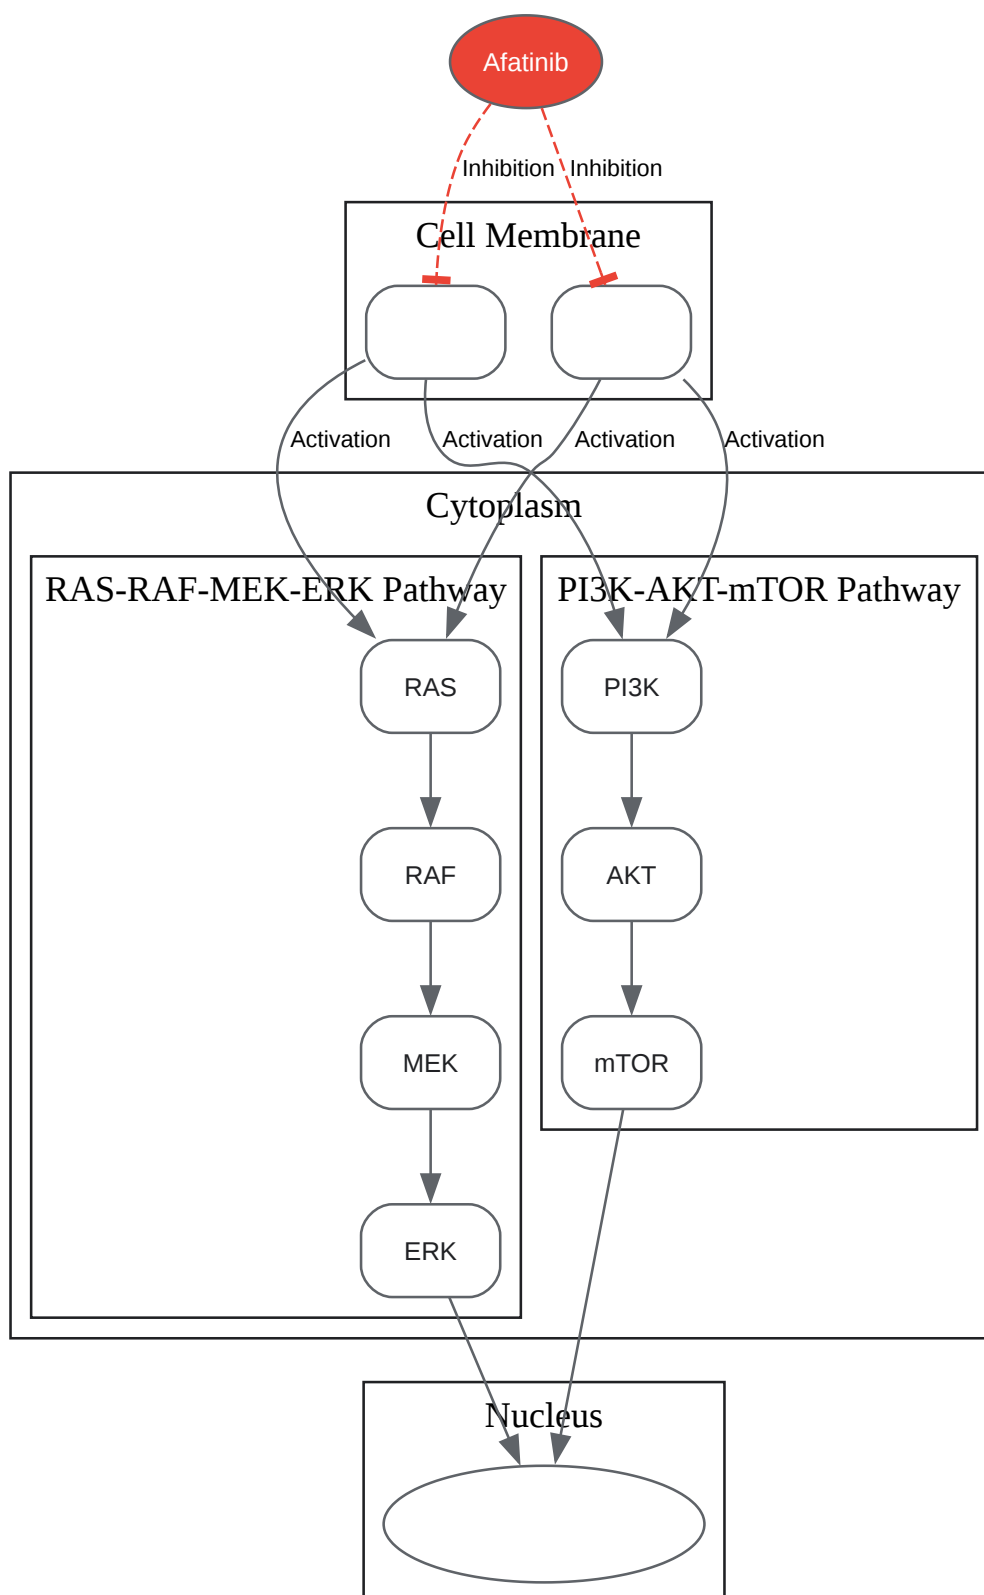 Afatinib
Inhibition Inhibition
Cell Membrane
Activation Activation Activation Activation
Cytoplasm
RAS-RAF-MEK-ERK Pathway
PI3K-AKT-mTOR Pathway
RAS
PI3K
RAF
AKT
MEK
mTOR
ERK
Nucleus